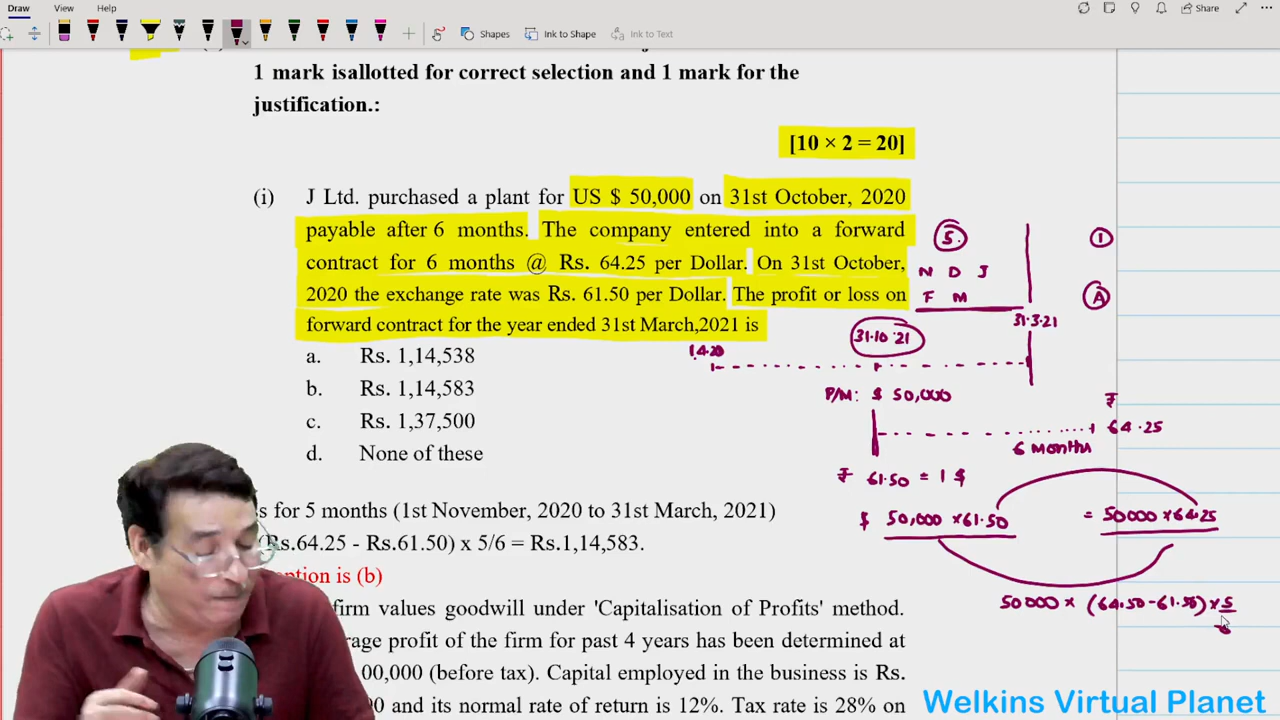 Draw View Help
Share
Shapes Ink to Shape Ink to Text
1 mark isallotted for correct selection and 1 mark for the
justification.:
[10 × 2 = 20]
(i) J Ltd. purchased a plant for US $ 50,000 on 31st October, 2020
payable after 6 months. The company entered into a forward
contract for 6 months @ Rs. 64.25 per Dollar. On 31st October,
2020 the exchange rate was Rs. 61.50 per Dollar. The profit or loss on
forward contract for the year ended 31st March,2021 is
a. Rs. 1,14,538
b. Rs. 1,14,583
c. Rs. 1,37,500
d. None of these
s for 5 months (1st November, 2020 to 31st March, 2021)
Rs.64.25 - Rs.61.50) x 5/6 = Rs.1,14,583.
ption is (b)
firm values goodwill under 'Capitalisation of Profits' method.
rage profit of the firm for past 4 years has been determined at
00,000 (before tax). Capital employed in the business is Rs.
00 and its normal rate of return is 12%. Tax rate is 28% on
5.
N D J
F M
1
A
31.3.21
31.10.21
1.4.20
P/M: $ 50,000
₹
64.25
6 months
₹ 61.50 = 1 $
$ 50,000 × 61.50 = 50000 × 64.25
50000 × (64.50-61.50) × 5
6
Welkins Virtual Planet